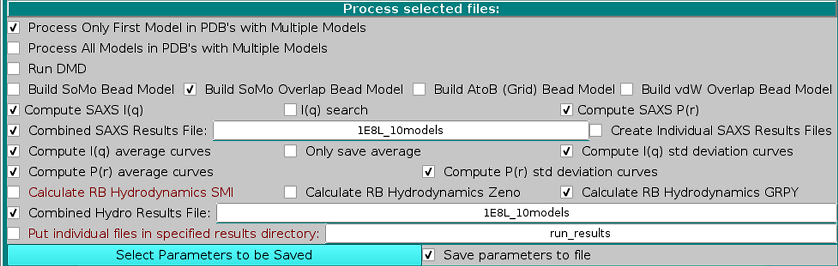 Process selected files:
Process Only First Model in PDB's with Multiple Models
Process All Models in PDB's with Multiple Models
Run DMD
Build SoMo Bead Model Build SoMo Overlap Bead Model Build AtoB (Grid) Bead Model Build vdW Overlap Bead Model
Compute SAXS I(q) I(q) search Compute SAXS P(r)
Combined SAXS Results File: 1E8L_10models Create Individual SAXS Results Files
Compute I(q) average curves Only save average Compute I(q) std deviation curves
Compute P(r) average curves Compute P(r) std deviation curves
Calculate RB Hydrodynamics SMI Calculate RB Hydrodynamics Zeno Calculate RB Hydrodynamics GRPY
Combined Hydro Results File: 1E8L_10models
Put individual files in specified results directory: run_results
Select Parameters to be Saved Save parameters to file